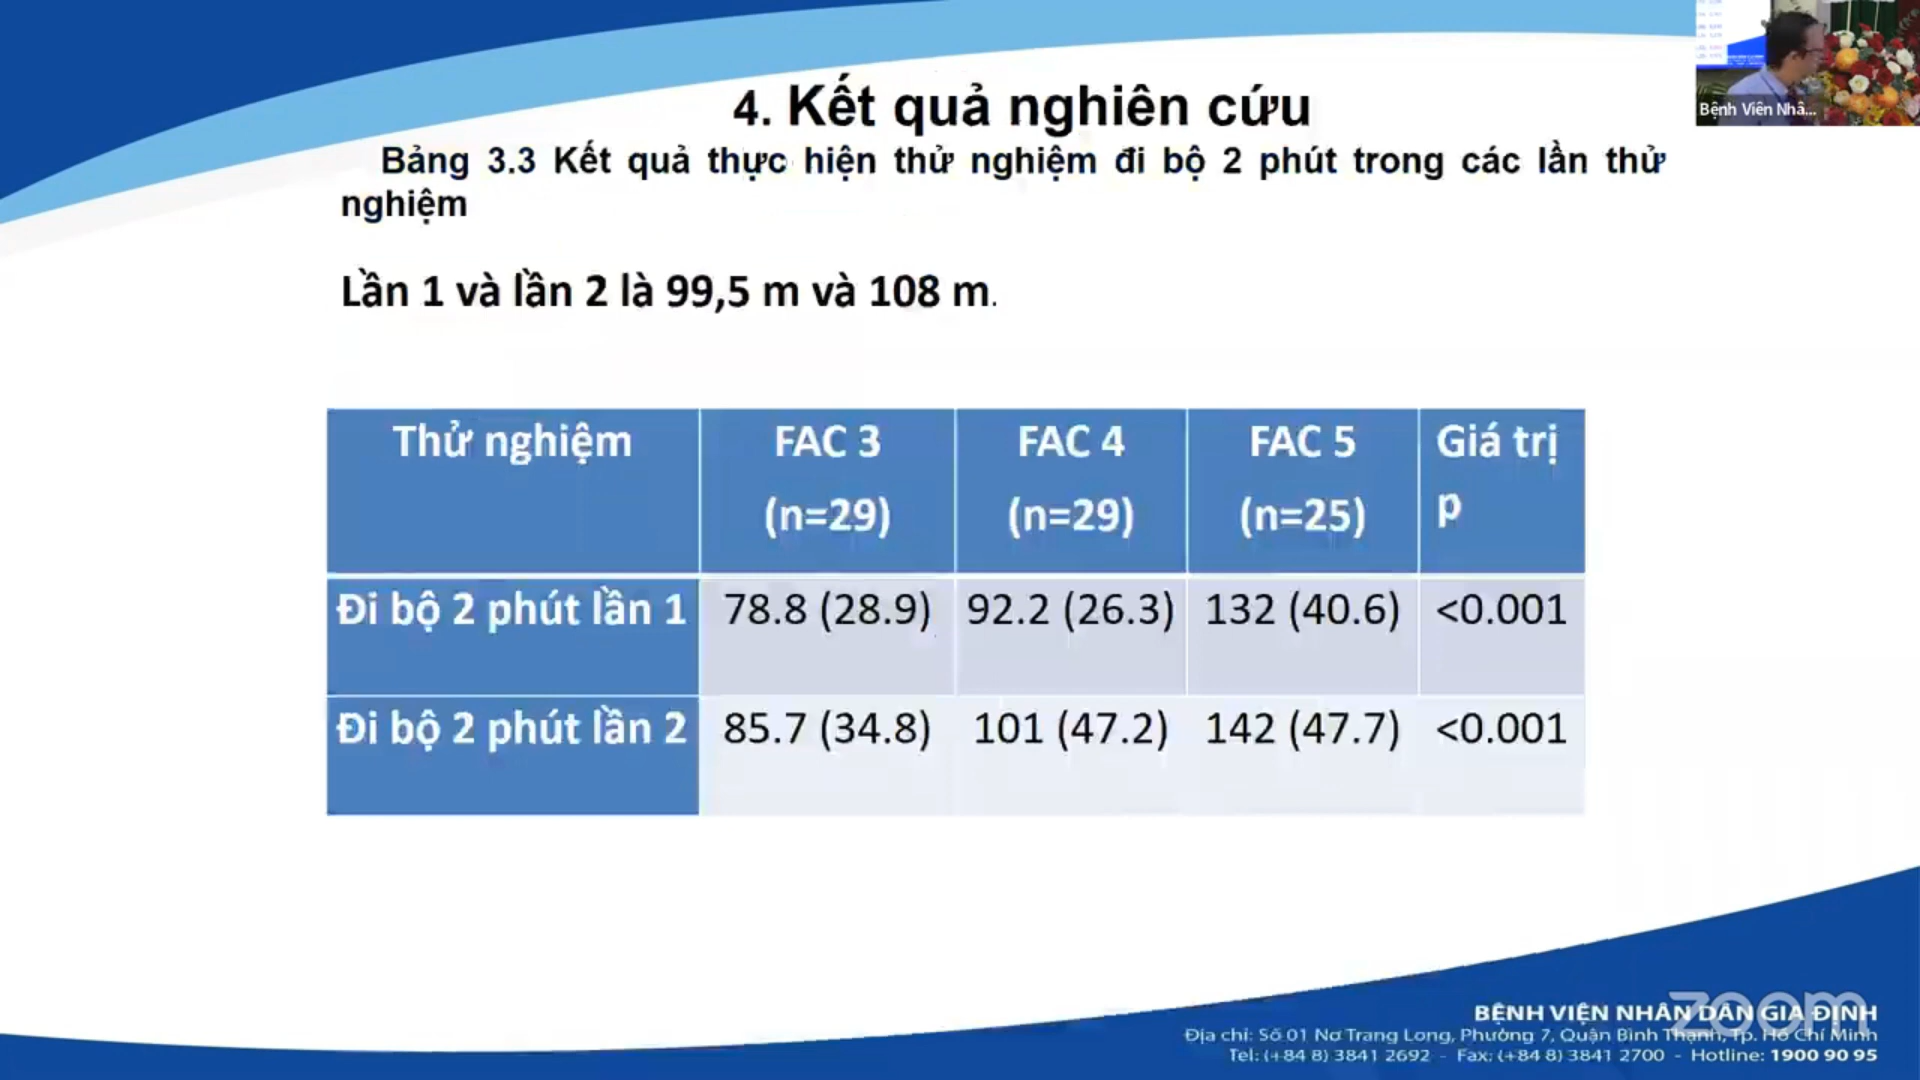 4. Kết quả nghiên cứu
Bảng 3.3 Kết quả thực hiện thử nghiệm đi bộ 2 phút trong các lần thử
nghiệm
Lần 1 và lần 2 là 99,5 m và 108 m.
Thử nghiệm FAC 3 (n=29) FAC 4 (n=29) FAC 5 (n=25) Giá trị p
Đi bộ 2 phút lần 1 78.8 (28.9) 92.2 (26.3) 132 (40.6) <0.001
Đi bộ 2 phút lần 2 85.7 (34.8) 101 (47.2) 142 (47.7) <0.001
Bệnh Viên Nhâ...
zoom
BỆNH VIỆN NHÂN DÂN GIA ĐỊNH
Địa chỉ: Số 01 Nơ Trang Long, Phường 7, Quận Bình Thạnh, Tp. Hồ Chí Minh
Tel: (+84 8) 3841 2692 - Fax: (+84 8) 3841 2700 - Hotline: 1900 90 95